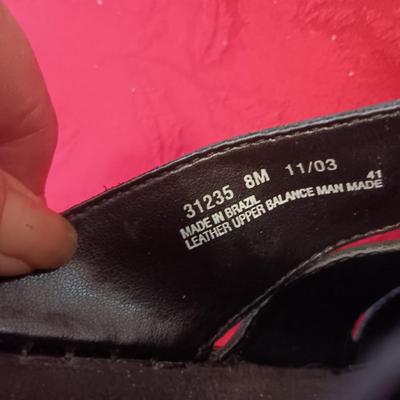 31235 8M 11/03 41
MADE IN BRAZIL
LEATHER UPPER BALANCE MAN MADE